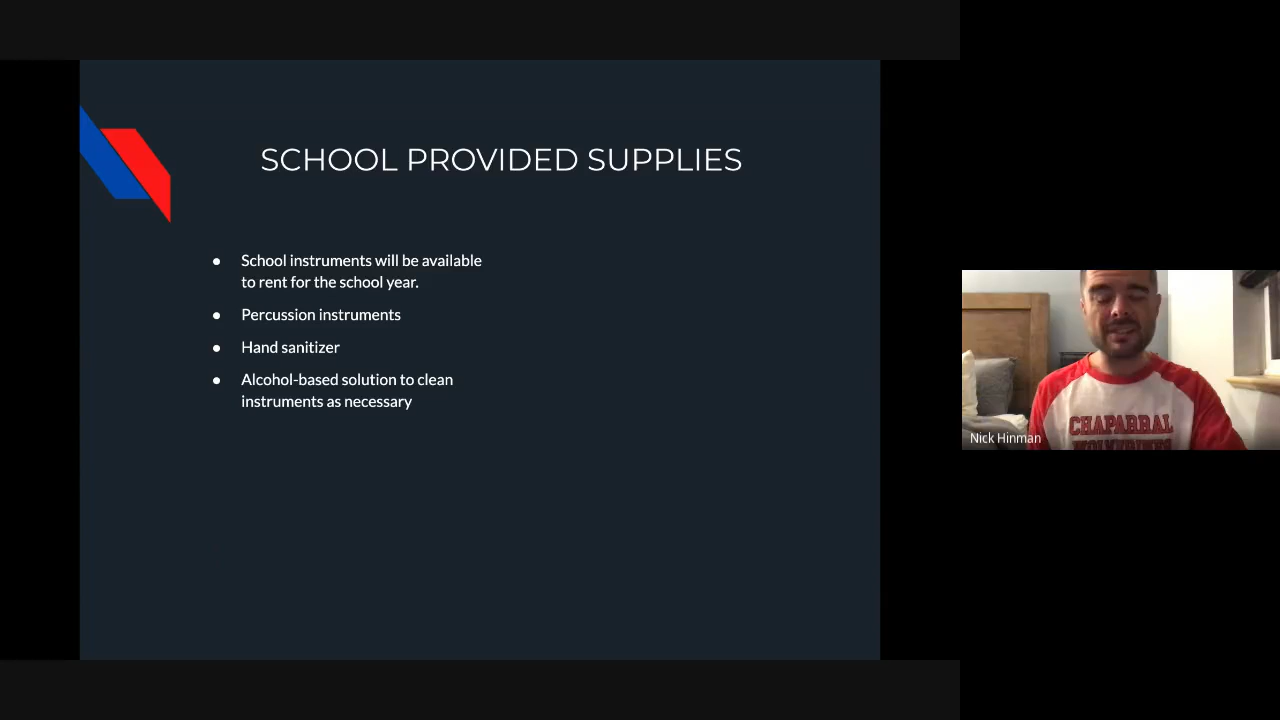 SCHOOL PROVIDED SUPPLIES
● School instruments will be available
to rent for the school year.
● Percussion instruments
● Hand sanitizer
● Alcohol-based solution to clean
instruments as necessary
CHAPARRAL
WOLVERINES
Nick Hinman